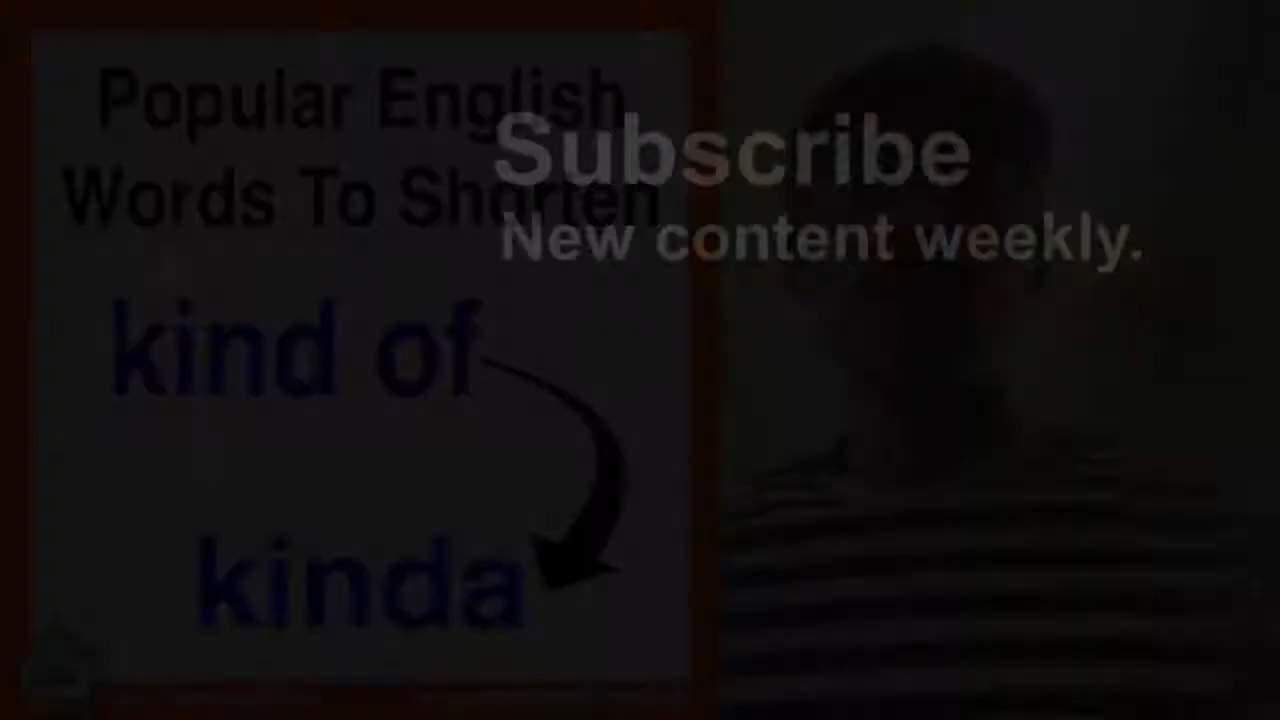 Popular English
Words To Shorten
kind of
kinda
Subscribe
New content weekly.